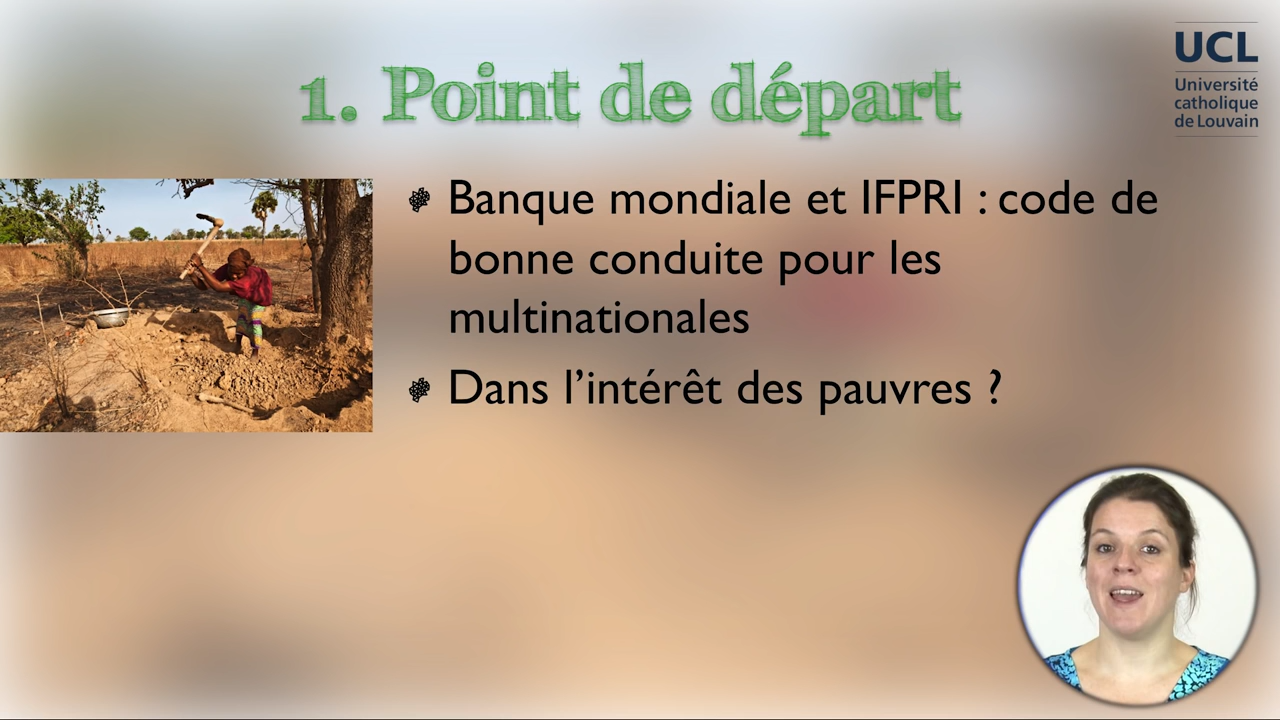 1. Point de départ
UCL
Université
catholique
de Louvain
Banque mondiale et IFPRI : code de
bonne conduite pour les
multinationales
Dans l’intérêt des pauvres ?